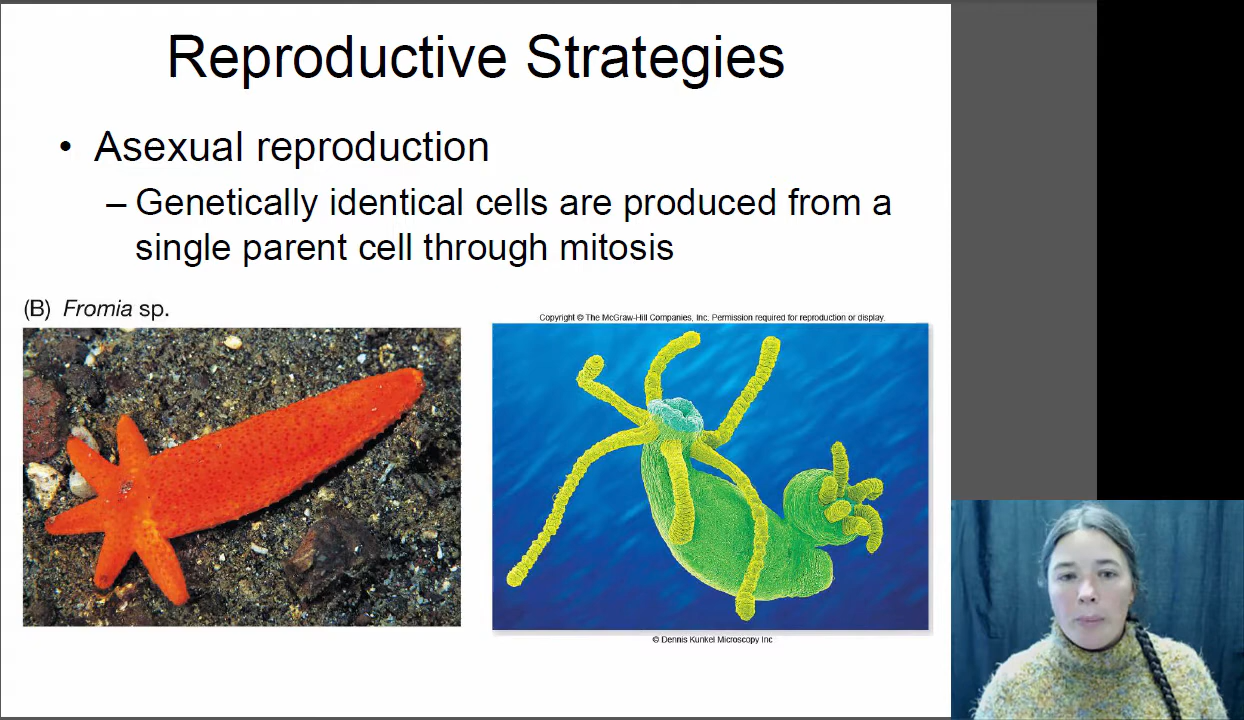 Reproductive Strategies
• Asexual reproduction
– Genetically identical cells are produced from a
single parent cell through mitosis
(B) Fromia sp.
Copyright © The McGraw-Hill Companies, Inc. Permission required for reproduction or display.
© Dennis Kunkel Microscopy Inc